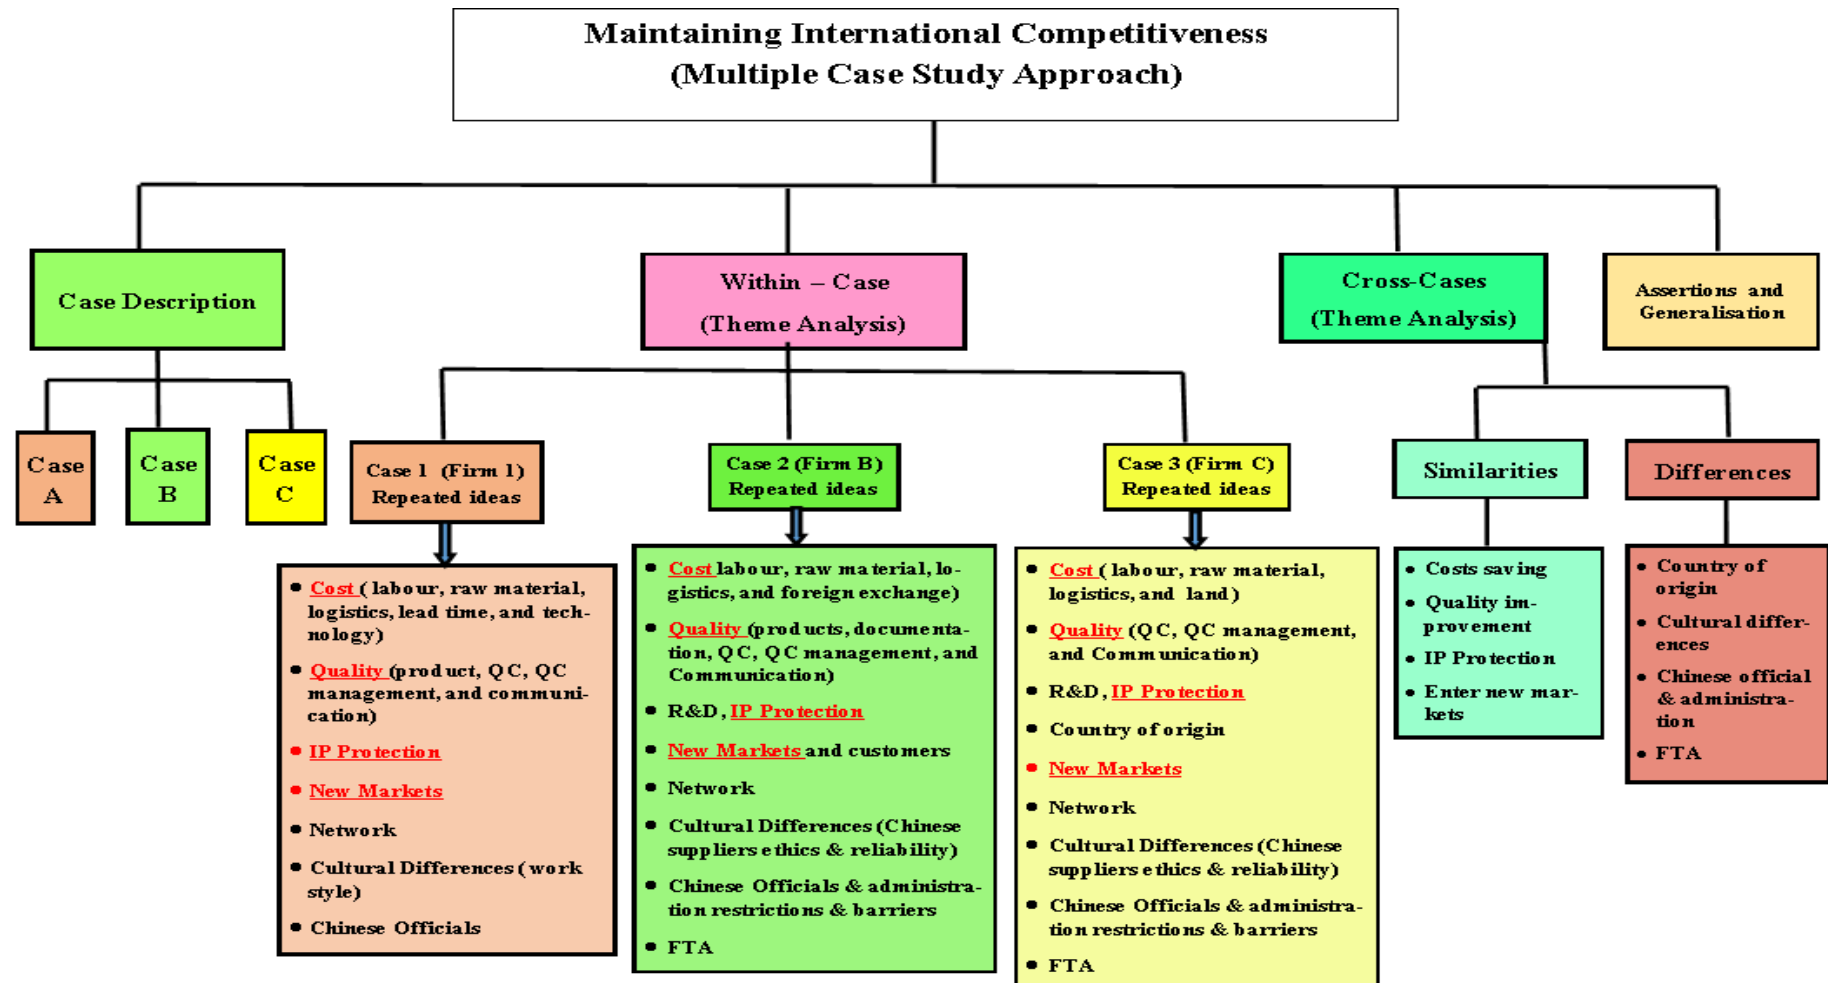 Maintaining International Competitiveness
(Multiple Case Study Approach)
Case Description
Within – Case
(Theme Analysis)
Cross-Cases
(Theme Analysis)
Assertions and
Generalisation
Case
A
Case
B
Case
C
Case 1 (Firm 1)
Repeated ideas
Case 2 (Firm B)
Repeated ideas
Case 3 (Firm C)
Repeated ideas
Similarities
Differences
• Cost ( labour, raw material,
logistics, lead time, and tech-
nology)
• Quality (product, QC, QC
management, and communi-
cation)
• IP Protection
• New Markets
• Network
• Cultural Differences ( work
style)
• Chinese Officials
• Cost labour, raw material, lo-
gistics, and foreign exchange)
• Quality (products, documenta-
tion, QC, QC management, and
Communication)
• R&D, IP Protection
• New Markets and customers
• Network
• Cultural Differences (Chinese
suppliers ethics & reliability)
• Chinese Officials & administra-
tion restrictions & barriers
• FTA
• Cost ( labour, raw material,
logistics, and land)
• Quality (QC, QC management,
and Communication)
• R&D, IP Protection
• Country of origin
• New Markets
• Network
• Cultural Differences (Chinese
suppliers ethics & reliability)
• Chinese Officials & administra-
tion restrictions & barriers
• FTA
• Costs saving
• Quality im-
provement
• IP Protection
• Enter new mar-
kets
• Country of
origin
• Cultural differ-
ences
• Chinese official
& administra-
tion
• FTA